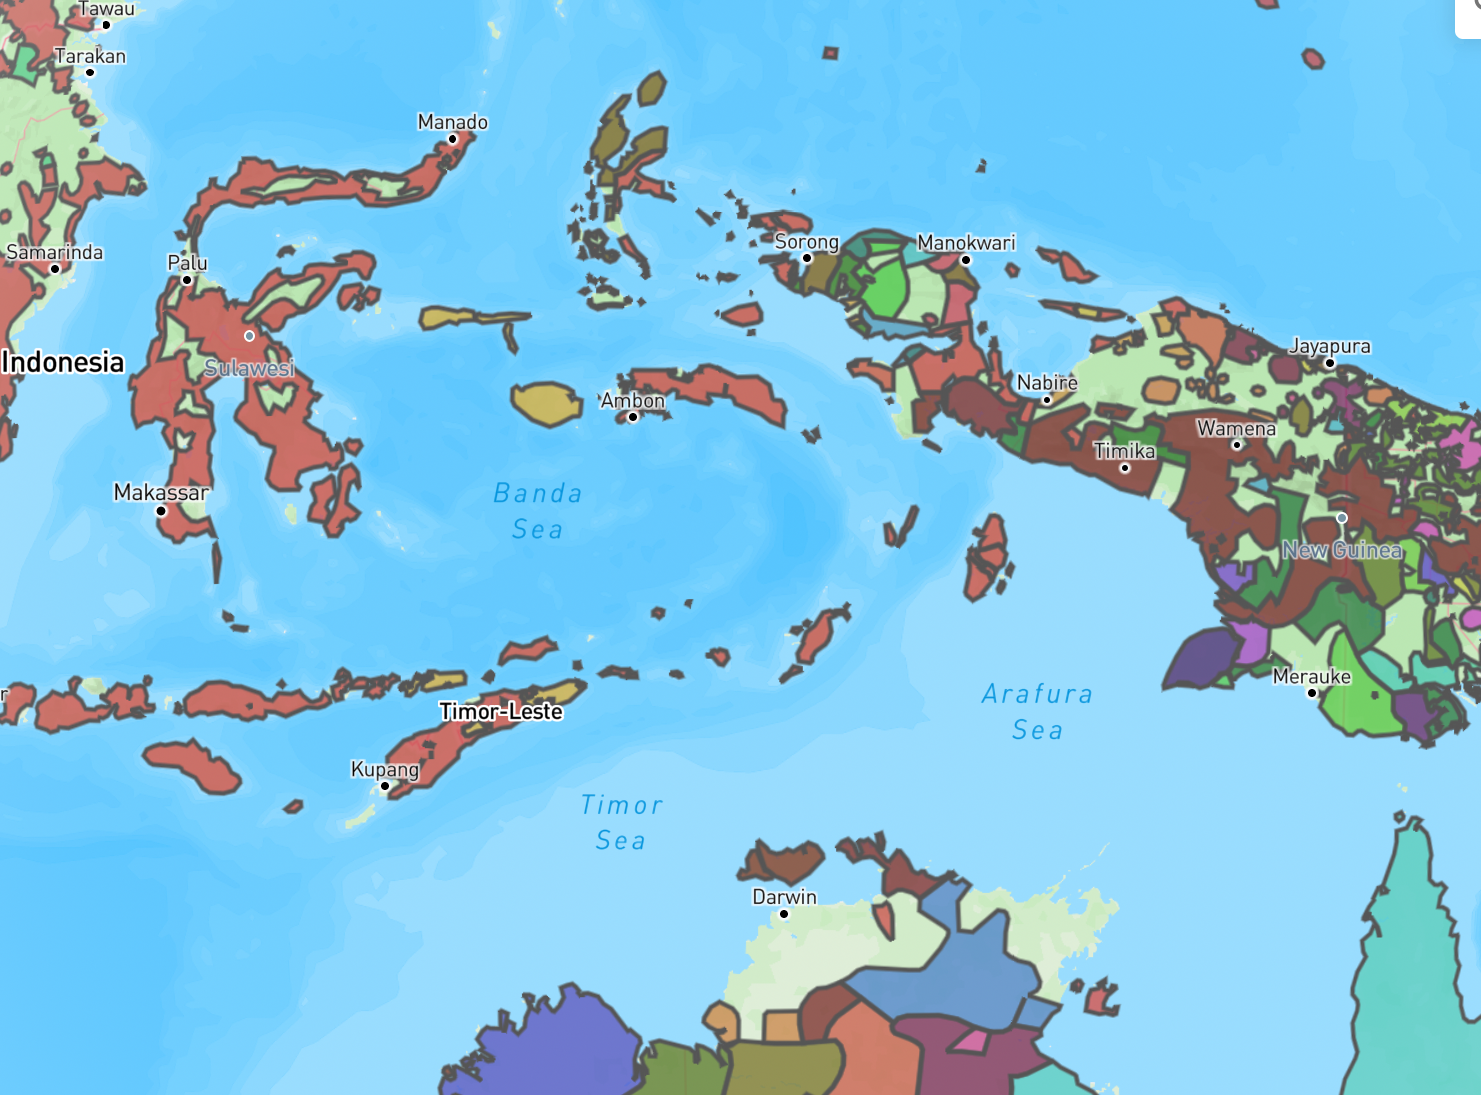 Tawau
Tarakan
Manado
Samarinda
Palu
Sorong
Manokwari
Indonesia
Sulawesi
Jayapura
Nabire
Ambon
Wamena
Timika
Makassar
Banda
Sea
New Guinea
r
Timor-Leste
Merauke
Arafura
Sea
Kupang
Timor
Sea
Darwin